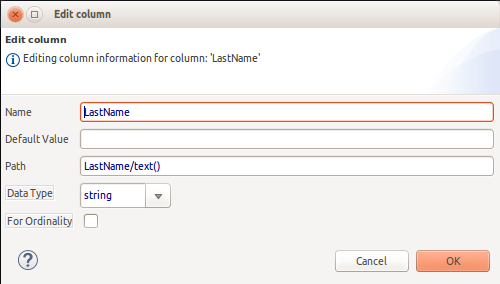 Edit column
Edit column
Editing column information for column: 'LastName'
Name LastName
Default Value
Path LastName/text()
Data Type string
For Ordinality
? Cancel OK